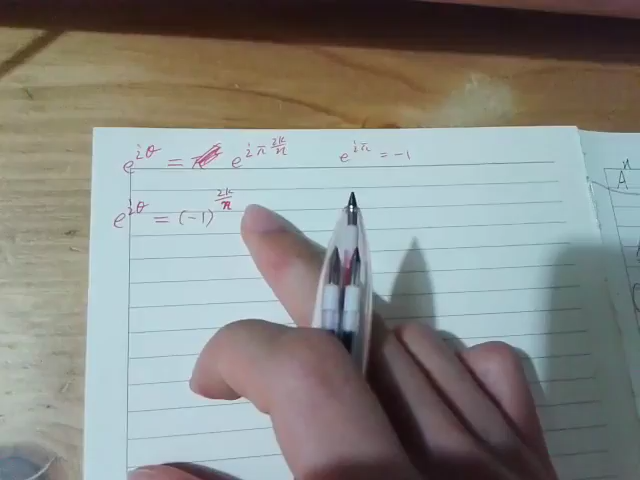 e^{iθ} = e^{iπ 2k/n} e^{iπ} = -1
e^{iθ} = (-1)^{2k/n}
A^n